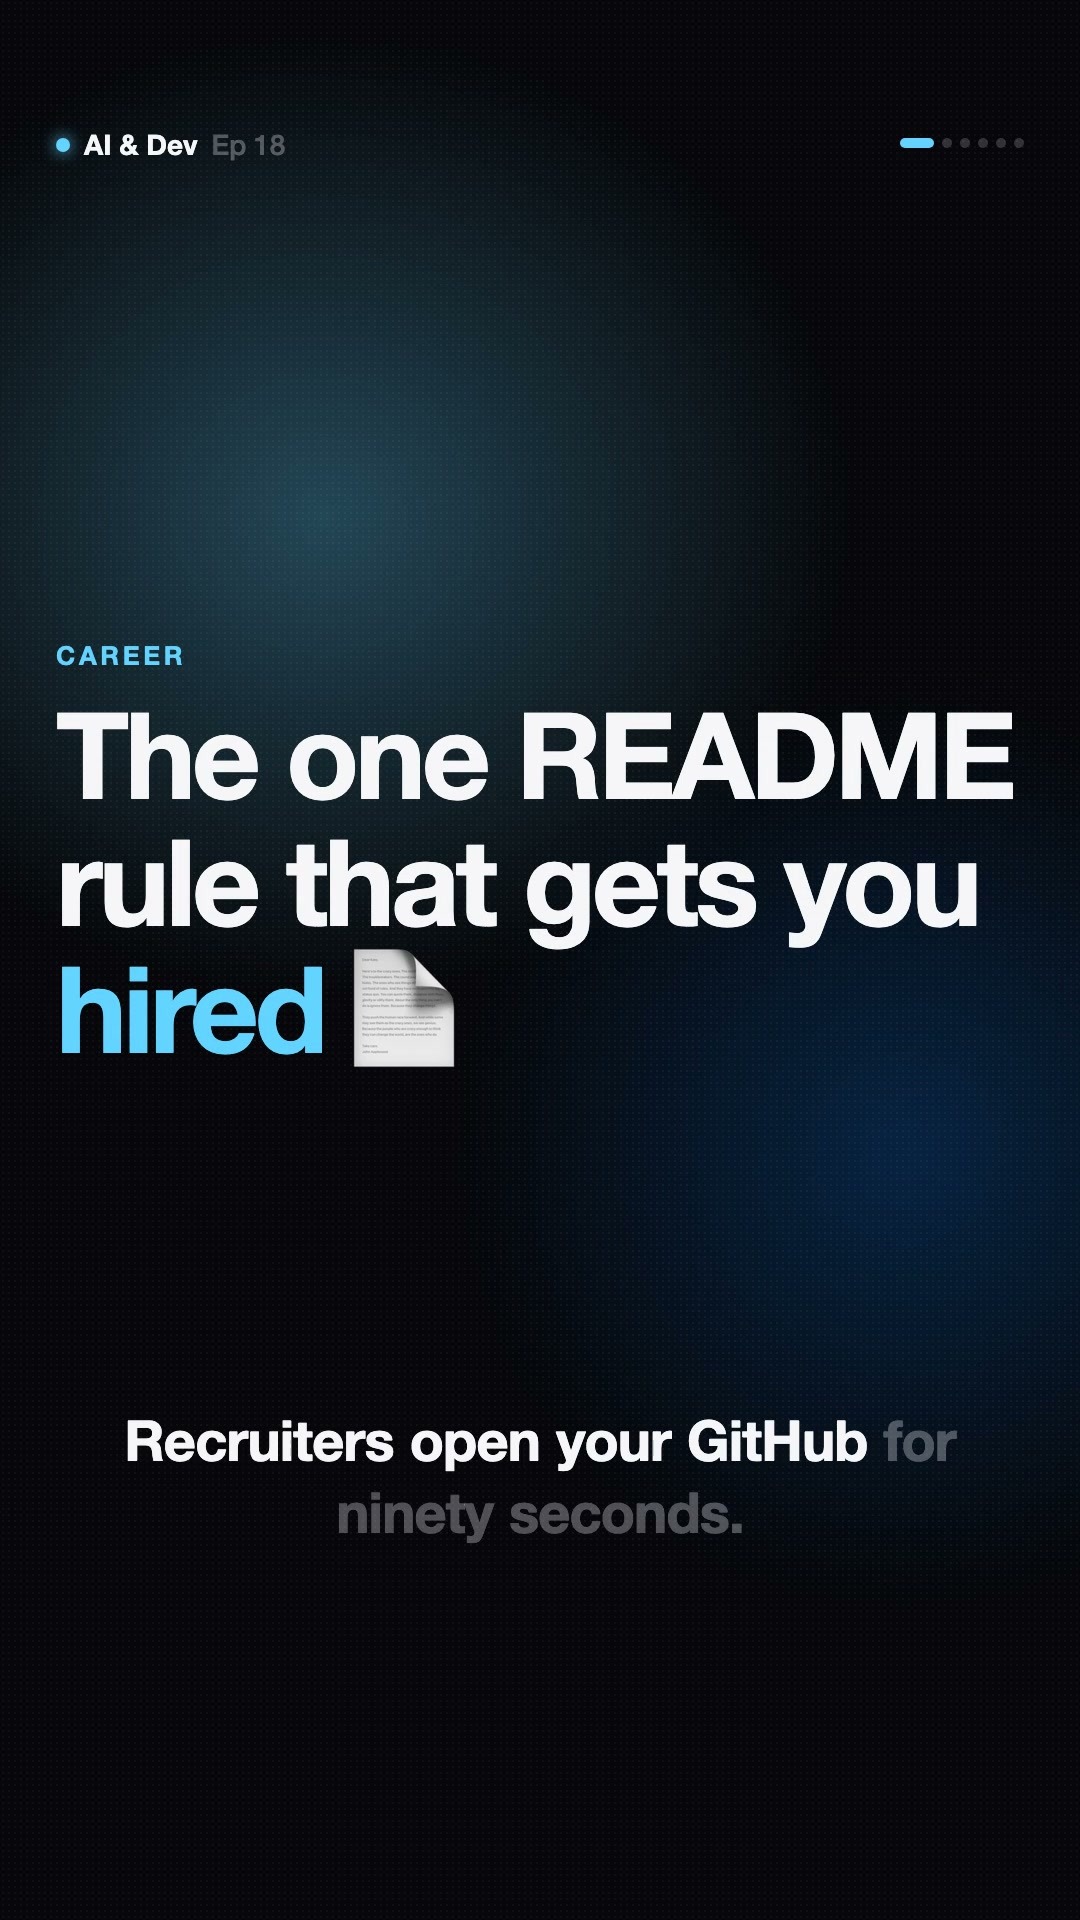 AI & Dev Ep 18
CAREER
The one README
rule that gets you
hired
Recruiters open your GitHub for
ninety seconds.